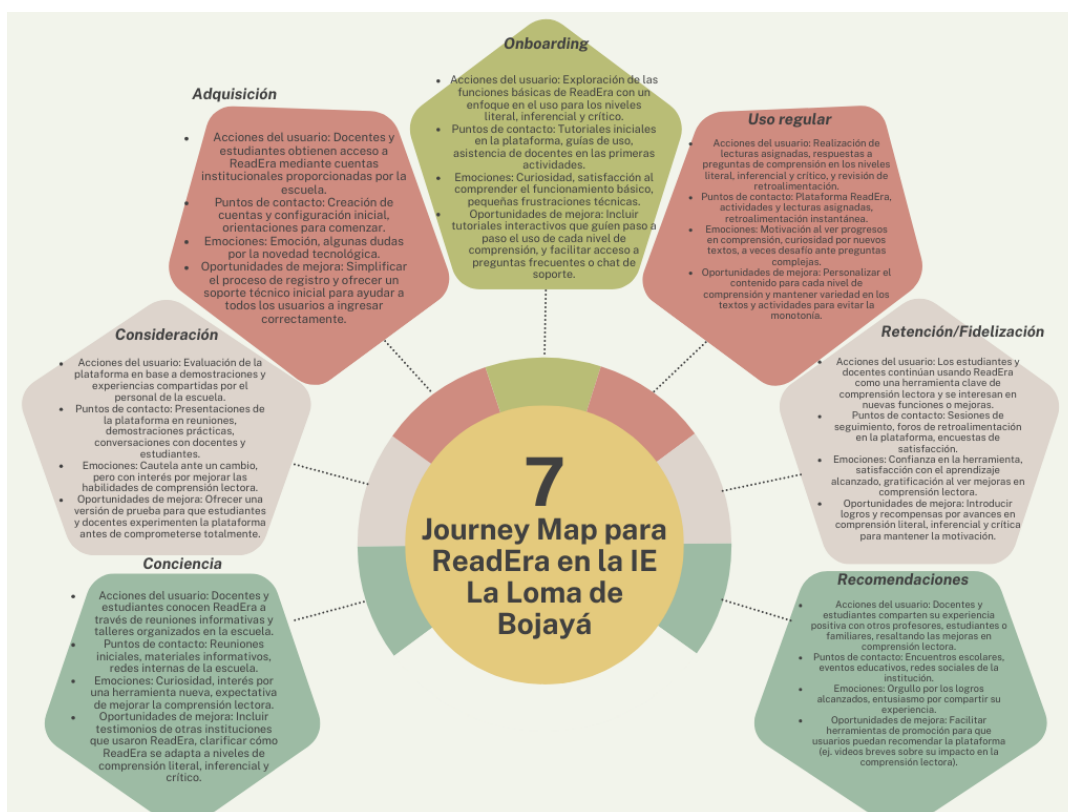 Onboarding
• Acciones del usuario: Exploración de las
funciones básicas de ReadEra con un
enfoque en el uso para los niveles
literal, inferencial y crítico.
• Puntos de contacto: Tutoriales iniciales
en la plataforma, guías de uso,
asistencia de docentes en las primeras
actividades.
• Emociones: Curiosidad, satisfacción al
comprender el funcionamiento básico,
pequeñas frustraciones técnicas.
• Oportunidades de mejora: Incluir
tutoriales interactivos que guíen paso a
paso el uso de cada nivel de
comprensión, y facilitar acceso a
preguntas frecuentes o chat de
soporte.
Adquisición
• Acciones del usuario: Docentes y
estudiantes obtienen acceso a
ReadEra mediante cuentas
institucionales proporcionadas por la
escuela.
• Puntos de contacto: Creación de
cuentas y configuración inicial,
orientaciones para comenzar.
• Emociones: Emoción, algunas dudas
por la novedad tecnológica.
• Oportunidades de mejora: Simplificar
el proceso de registro y ofrecer un
soporte técnico inicial para ayudar a
todos los usuarios a ingresar
correctamente.
Uso regular
• Acciones del usuario: Realización de
lecturas asignadas, respuestas a
preguntas de comprensión en los niveles
literal, inferencial y crítico, y revisión de
retroalimentación.
• Puntos de contacto: Plataforma ReadEra,
actividades y lecturas asignadas,
retroalimentación instantánea.
• Emociones: Motivación al ver progresos
en comprensión, curiosidad por nuevos
textos, a veces desafío ante preguntas
complejas.
• Oportunidades de mejora: Personalizar el
contenido para cada nivel de
comprensión y mantener variedad en los
textos y actividades para evitar la
monotonía.
Consideración
• Acciones del usuario: Evaluación de la
plataforma en base a demostraciones y
experiencias compartidas por el
personal de la escuela.
• Puntos de contacto: Presentaciones de
la plataforma en reuniones,
demostraciones prácticas,
conversaciones con docentes y
estudiantes.
• Emociones: Cautela ante un cambio,
pero con interés por mejorar las
habilidades de comprensión lectora.
• Oportunidades de mejora: Ofrecer una
versión de prueba para que estudiantes
y docentes experimenten la plataforma
antes de comprometerse totalmente.
Retención/Fidelización
• Acciones del usuario: Los estudiantes y
docentes continúan usando ReadEra
como una herramienta clave de
comprensión lectora y se interesan en
nuevas funciones o mejoras.
• Puntos de contacto: Sesiones de
seguimiento, foros de retroalimentación
en la plataforma, encuestas de
satisfacción.
• Emociones: Confianza en la herramienta,
satisfacción con el aprendizaje
alcanzado, gratificación al ver mejoras en
comprensión lectora.
• Oportunidades de mejora: Introducir
logros y recompensas por avances en
comprensión literal, inferencial y crítica
para mantener la motivación.
7
Journey Map para
ReadEra en la IE
La Loma de
Bojayá
Conciencia
• Acciones del usuario: Docentes y
estudiantes conocen ReadEra a
través de reuniones informativas y
talleres organizados en la escuela.
• Puntos de contacto: Reuniones
iniciales, materiales informativos,
redes internas de la escuela.
• Emociones: Curiosidad, interés por
una herramienta nueva, expectativa
de mejorar la comprensión lectora.
• Oportunidades de mejora: Incluir
testimonios de otras instituciones
que usaron ReadEra, clarificar cómo
ReadEra se adapta a niveles de
comprensión literal, inferencial y
crítico.
Recomendaciones
• Acciones del usuario: Docentes y
estudiantes comparten su experiencia
positiva con otros profesores, estudiantes o
familiares, resaltando las mejoras en
comprensión lectora.
• Puntos de contacto: Encuentros escolares,
eventos educativos, redes sociales de la
institución.
• Emociones: Orgullo por los logros
alcanzados, entusiasmo por compartir su
experiencia.
• Oportunidades de mejora: Facilitar
herramientas de promoción para que
usuarios puedan recomendar la plataforma
(ej. videos breves sobre su impacto en la
comprensión lectora).